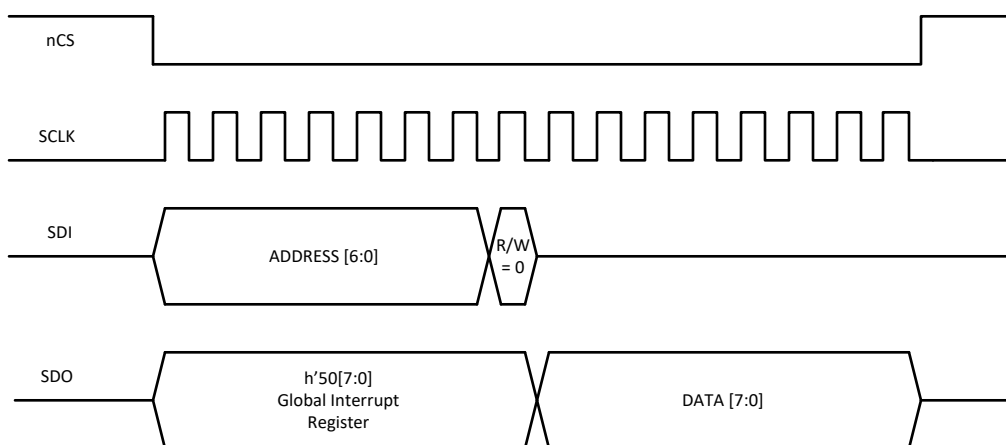 nCS
SCLK
SDI
ADDRESS [6:0]
R/W
= 0
SDO
h’50[7:0]
Global Interrupt
Register
DATA [7:0]